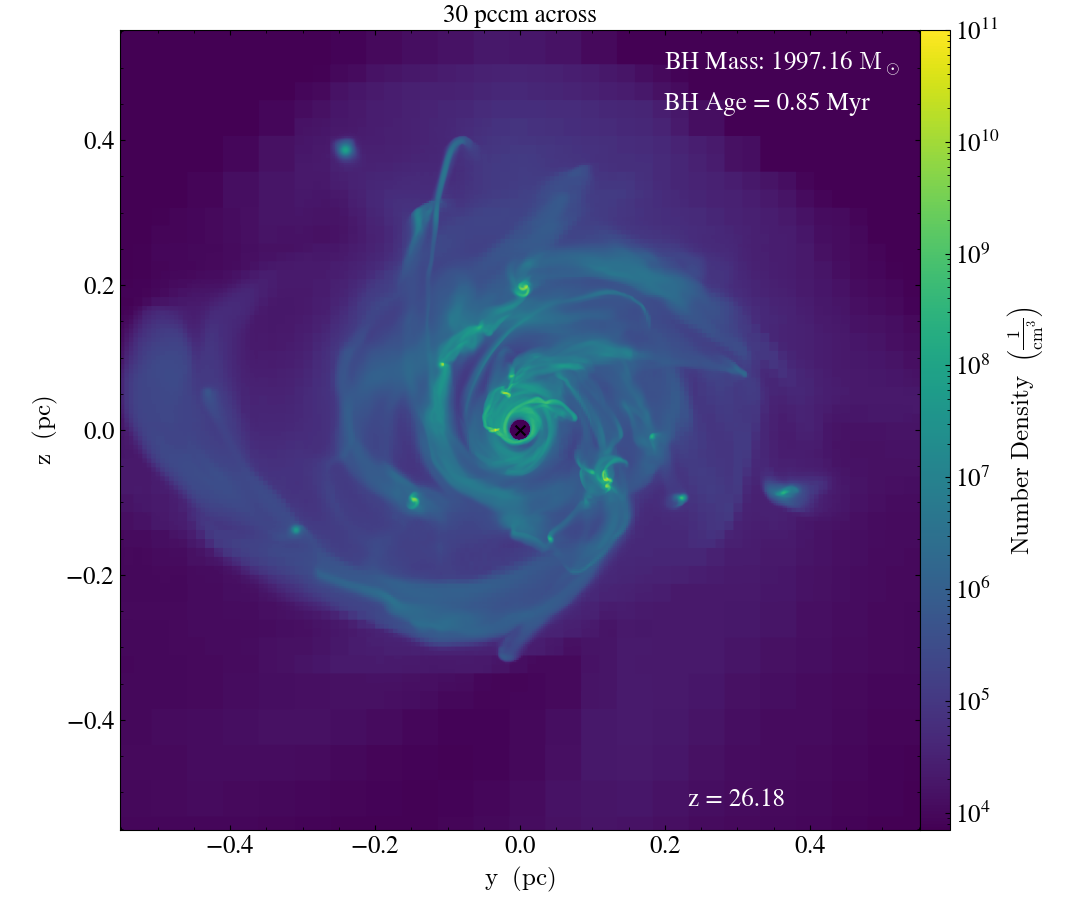 30 pccm across
BH Mass: 1997.16 M⊙
BH Age = 0.85 Myr
z = 26.18
0.4
0.2
0.0
−0.2
−0.4
z (pc)
−0.4
−0.2
0.0
0.2
0.4
y (pc)
10¹¹
10¹⁰
10⁹
10⁸
10⁷
10⁶
10⁵
10⁴
Number Density (1/cm³)